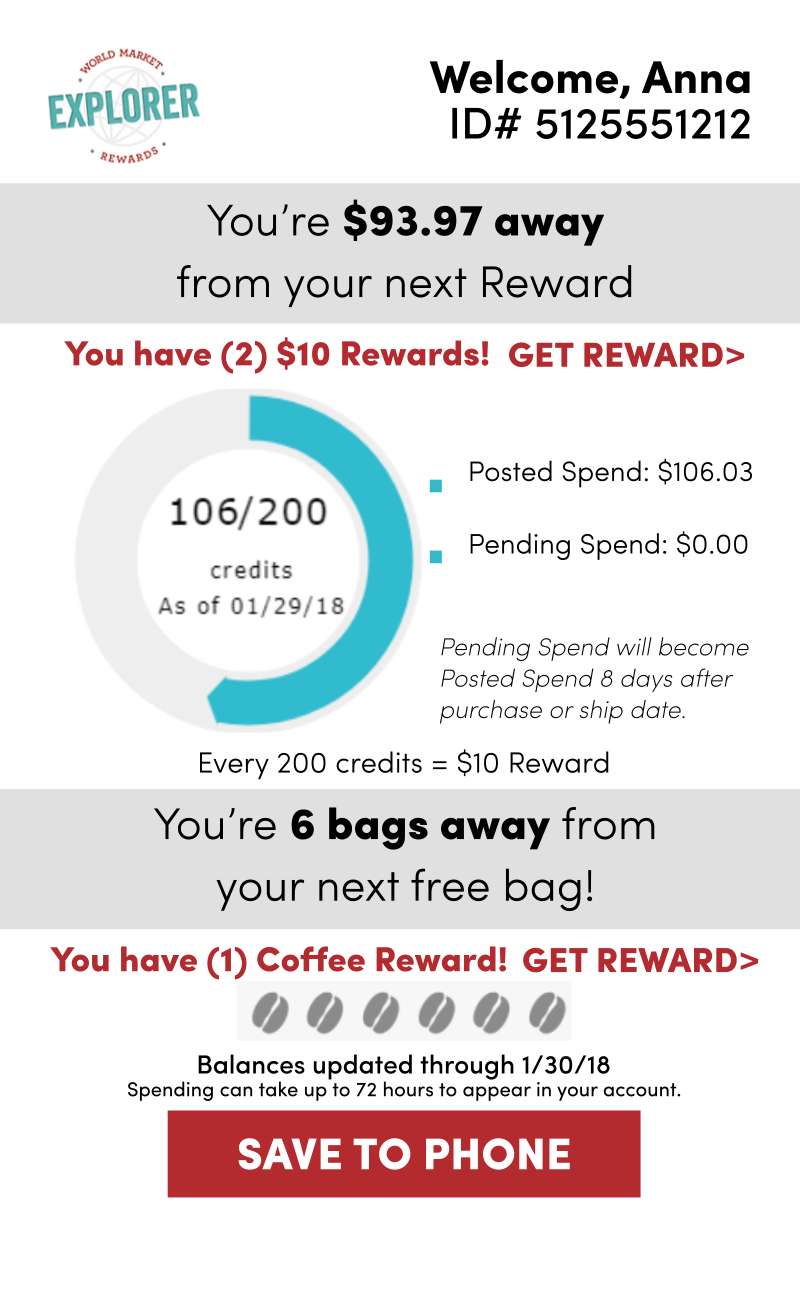 WORLD MARKET
EXPLORER
REWARDS
Welcome, Anna
ID# 5125551212
You're $93.97 away
from your next Reward
You have (2) $10 Rewards! GET REWARD>
106/200
credits
As of 01/29/18
Posted Spend: $106.03
Pending Spend: $0.00
Pending Spend will become
Posted Spend 8 days after
purchase or ship date.
Every 200 credits = $10 Reward
You're 6 bags away from
your next free bag!
You have (1) Coffee Reward! GET REWARD>
Balances updated through 1/30/18
Spending can take up to 72 hours to appear in your account.
SAVE TO PHONE